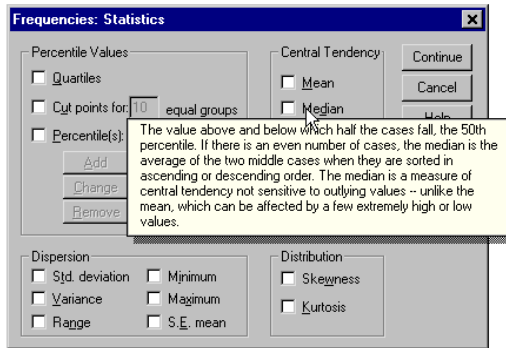 Frequencies: Statistics
Percentile Values
Quartiles
Cut points for: 10 equal groups
Percentile(s):
Add
Change
Remove
Central Tendency
Mean
Median
Continue
Cancel
Help
The value above and below which half the cases fall, the 50th
percentile. If there is an even number of cases, the median is the
average of the two middle cases when they are sorted in
ascending or descending order. The median is a measure of
central tendency not sensitive to outlying values -- unlike the
mean, which can be affected by a few extremely high or low
values.
Dispersion
Std. deviation
Minimum
Variance
Maximum
Range
S.E. mean
Distribution
Skewness
Kurtosis